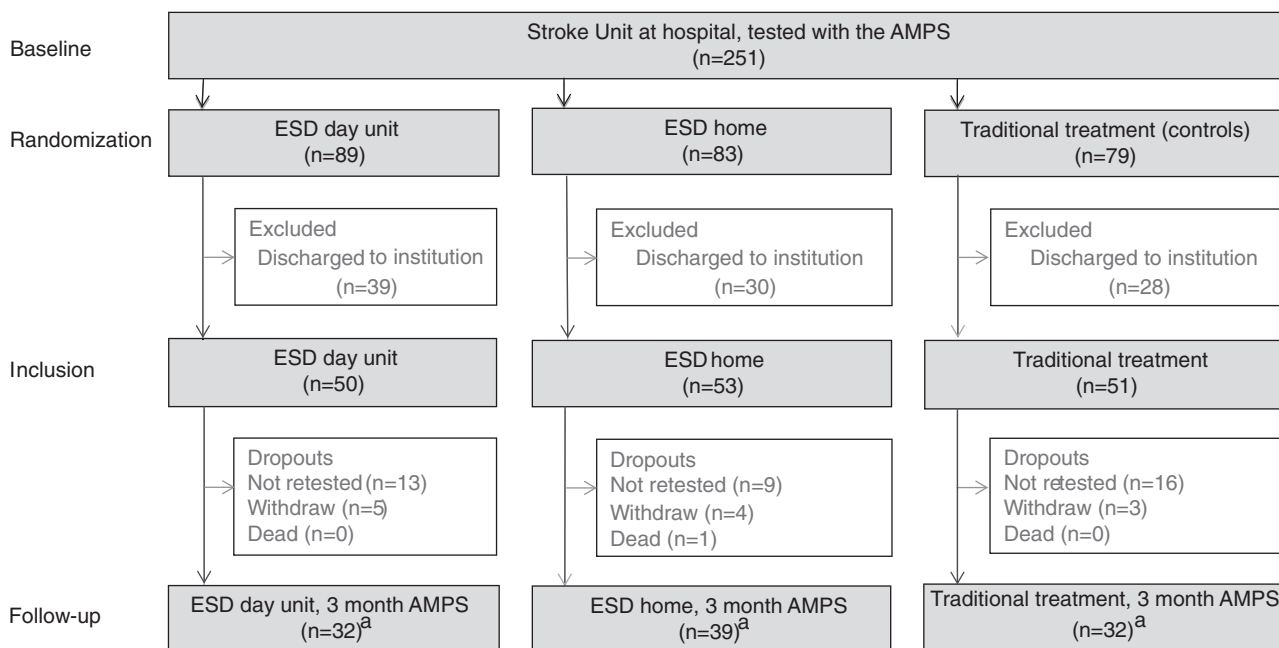 Baseline
Stroke Unit at hospital, tested with the AMPS
(n=251)
Randomization
ESD day unit
(n=89)
ESD home
(n=83)
Traditional treatment (controls)
(n=79)
Excluded
Discharged to institution
(n=39)
Excluded
Discharged to institution
(n=30)
Excluded
Discharged to institution
(n=28)
Inclusion
ESD day unit
(n=50)
ESD home
(n=53)
Traditional treatment
(n=51)
Dropouts
Not retested (n=13)
Withdraw (n=5)
Dead (n=0)
Dropouts
Not retested (n=9)
Withdraw (n=4)
Dead (n=1)
Dropouts
Not retested (n=16)
Withdraw (n=3)
Dead (n=0)
Follow-up
ESD day unit, 3 month AMPS
(n=32)a
ESD home, 3 month AMPS
(n=39)a
Traditional treatment, 3 month AMPS
(n=32)a